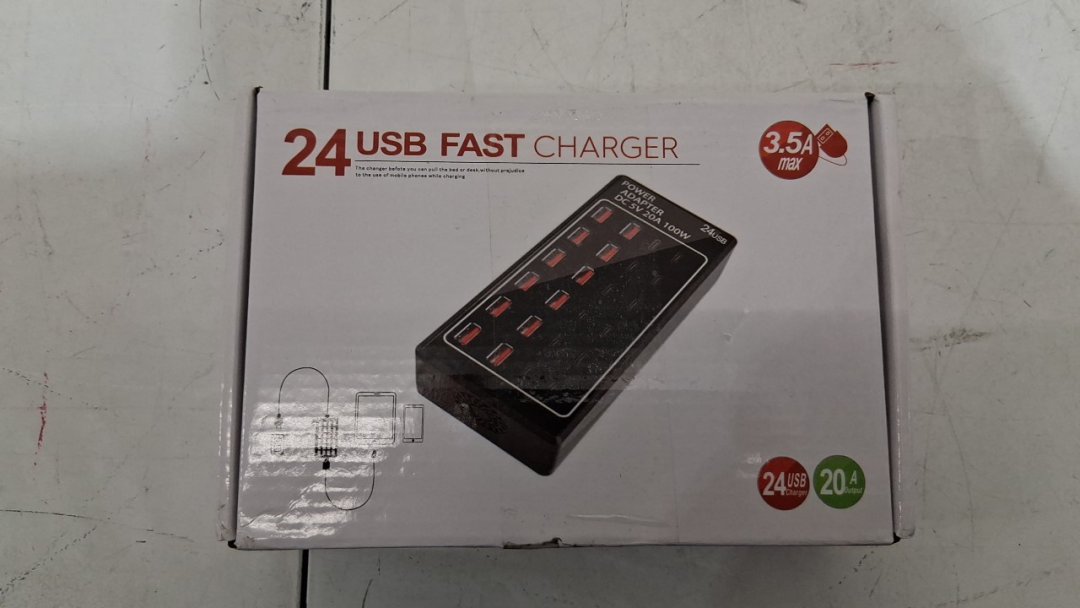 24 USB FAST CHARGER
The changer before you can pull the bed or desk,without prejudice
to the use of mobile phones while charging
3.5A
max
POWER
ADAPTER
DC 5V 20A 100W
24USB
24 USB
Charger
20 A
Output